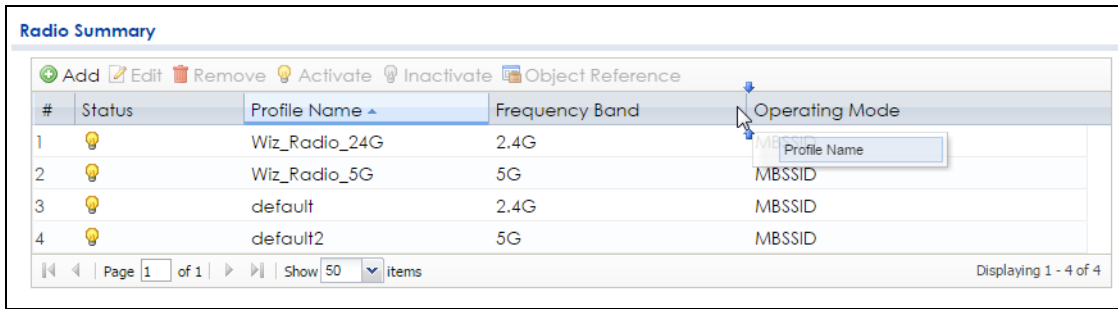 Radio Summary
Add Edit Remove Activate Inactivate Object Reference
# Status Profile Name Frequency Band Operating Mode
1 Wiz_Radio_24G 2.4G MBSSID
Profile Name
2 Wiz_Radio_5G 5G MBSSID
3 default 2.4G MBSSID
4 default2 5G MBSSID
Page 1 of 1 Show 50 items Displaying 1 - 4 of 4